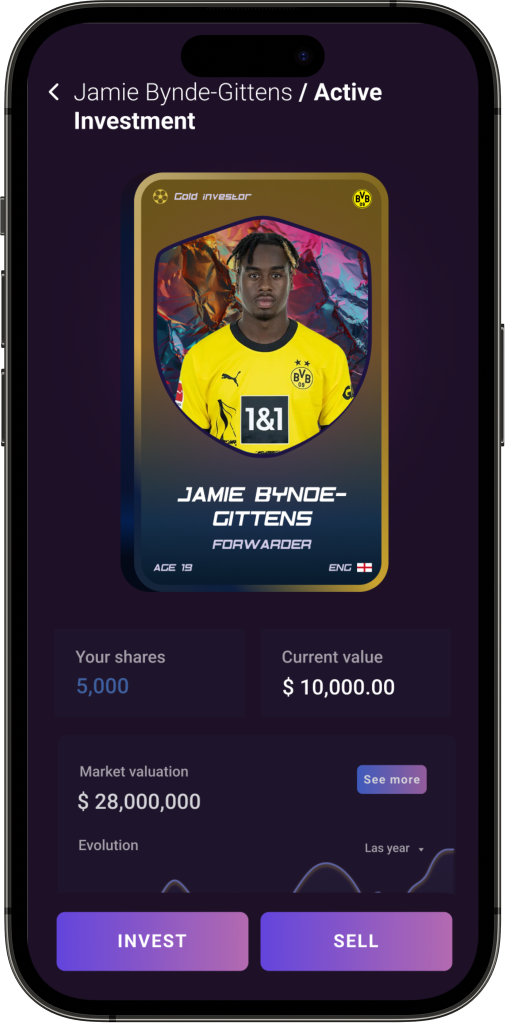 Jamie Bynde-Gittens / Active
Investment
Gold investor
BVB
09
BVB
09
1&1
JAMIE BYNDE-
GITTENS
FORWARDER
AGE 19
ENG
Your shares
5,000
Current value
$ 10,000.00
Market valuation
$ 28,000,000
See more
Evolution
Las year
INVEST
SELL